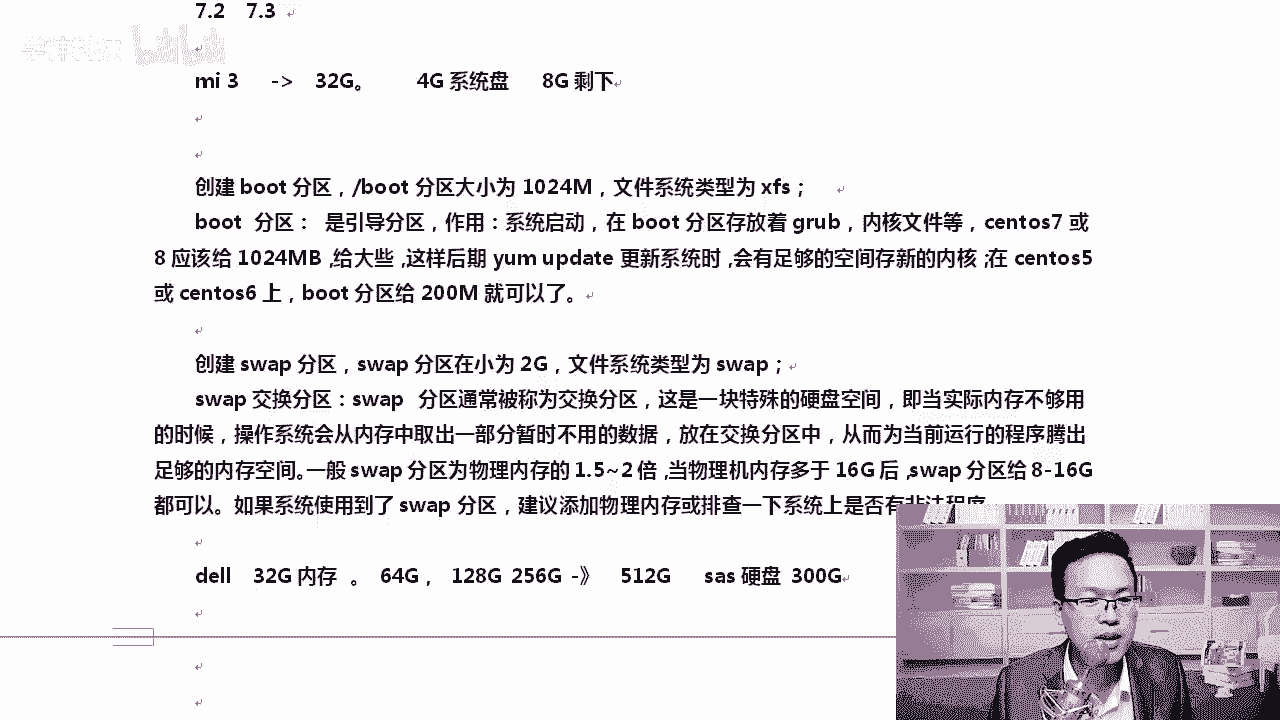 7.2 7.3
mi 3 -> 32G。 4G 系统盘 8G 剩下
创建 boot 分区，/boot 分区大小为 1024M，文件系统类型为 xfs；
boot 分区： 是引导分区，作用：系统启动，在 boot 分区存放着 grub，内核文件等，centos7 或
8 应该给 1024MB ,给大些 ,这样后期 yum update 更新系统时 ,会有足够的空间存新的内核 ;在 centos5
或 centos6 上，boot 分区给 200M 就可以了。
创建 swap 分区，swap 分区在小为 2G，文件系统类型为 swap；
swap 交换分区：swap 分区通常被称为交换分区，这是一块特殊的硬盘空间，即当实际内存不够用
的时候，操作系统会从内存中取出一部分暂时不用的数据，放在交换分区中，从而为当前运行的程序腾出
足够的内存空间。一般 swap 分区为物理内存的 1.5~2 倍 ,当物理机内存多于 16G 后 ,swap 分区给 8-16G
都可以。如果系统使用到了 swap 分区，建议添加物理内存或排查一下系统上是否有非法程序
dell 32G 内存 。 64G， 128G 256G -》 512G sas 硬盘 300G